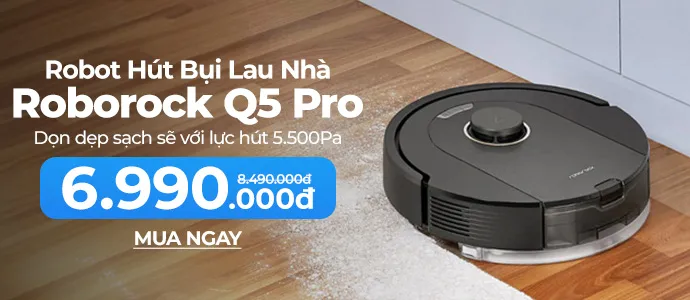 Robot Hút Bụi Lau Nhà
Roborock Q5 Pro
Dọn dẹp sạch sẽ với lực hút 5.500Pa
8.490.000đ
6.990.000đ
MUA NGAY